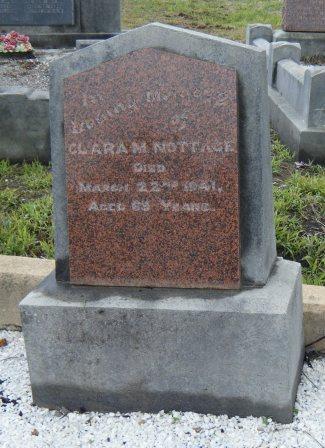 In
Loving Memory
of
CLARA M NOTTAGE
DIED
MARCH 22ND 1941,
AGED 63 YEARS.